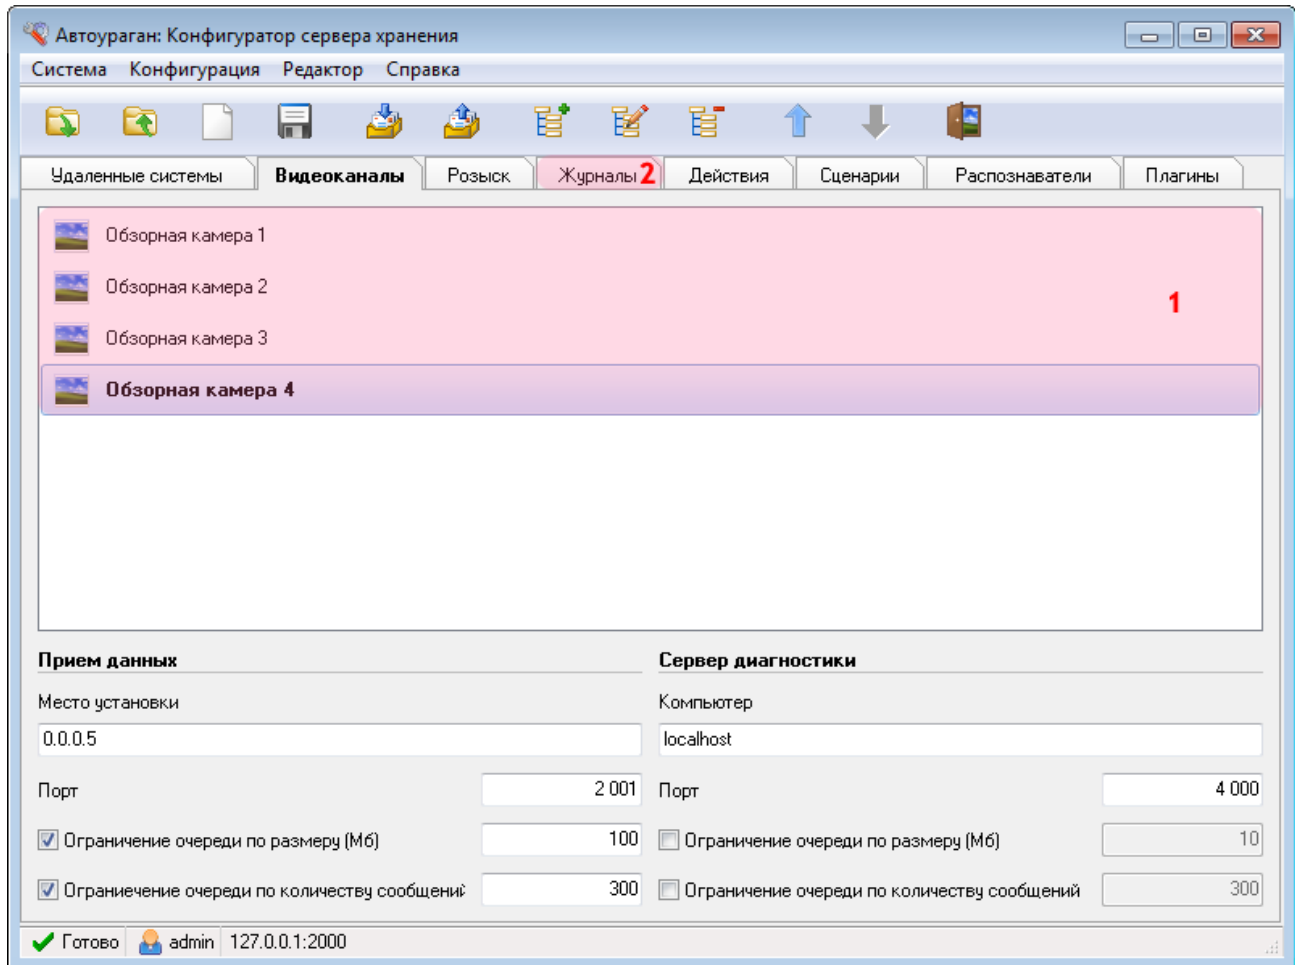 Автоураган: Конфигуратор сервера хранения
Система Конфигурация Редактор Справка
Удаленные системы Видеоканалы Розыск Журналы 2 Действия Сценарии Распознаватели Плагины
Обзорная камера 1
Обзорная камера 2
1
Обзорная камера 3
Обзорная камера 4
Прием данных Сервер диагностики
Место установки Компьютер
0.0.0.5 localhost
Порт 2 001 Порт 4 000
Ограничение очереди по размеру (Мб) 100 Ограничение очереди по размеру (Мб) 10
Ограниечение очереди по количеству сообщений 300 Ограничение очереди по количеству сообщений 300
Готово admin 127.0.0.1:2000